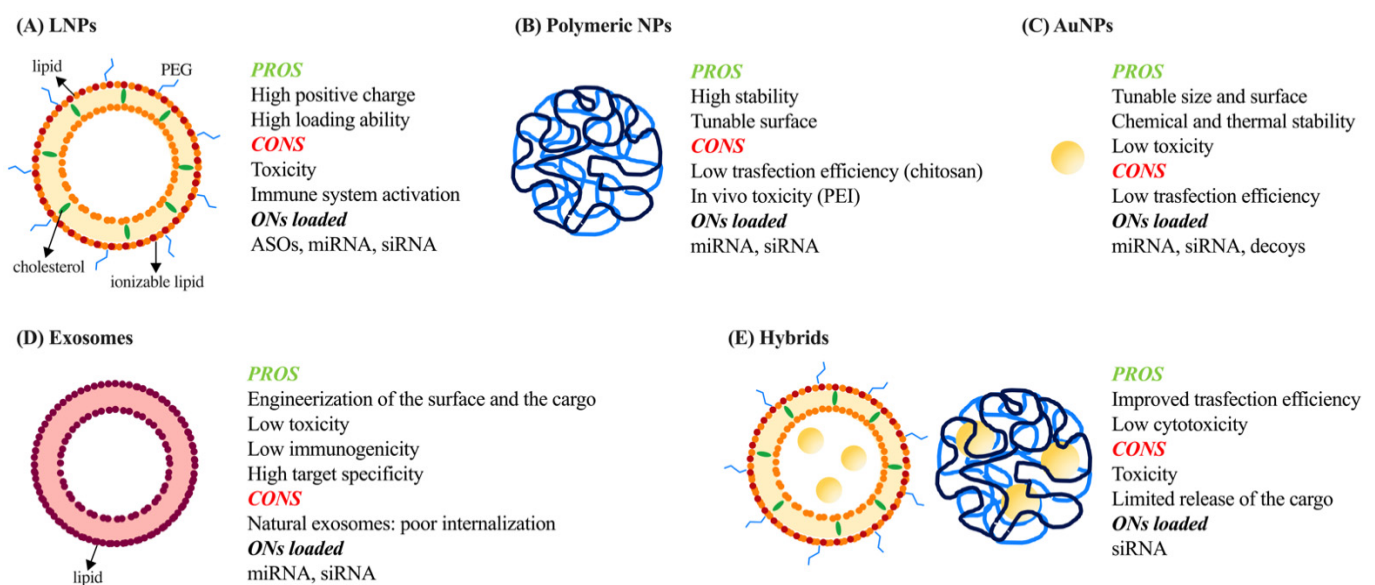 (A) LNPs
lipid
PEG
cholesterol
ionizable lipid
PROS
High positive charge
High loading ability
CONS
Toxicity
Immune system activation
ONs loaded
ASOs, miRNA, siRNA
(B) Polymeric NPs
PROS
High stability
Tunable surface
CONS
Low trasfection efficiency (chitosan)
In vivo toxicity (PEI)
ONs loaded
miRNA, siRNA
(C) AuNPs
PROS
Tunable size and surface
Chemical and thermal stability
Low toxicity
CONS
Low trasfection efficiency
ONs loaded
miRNA, siRNA, decoys
(D) Exosomes
lipid
PROS
Engineerization of the surface and the cargo
Low toxicity
Low immunogenicity
High target specificity
CONS
Natural exosomes: poor internalization
ONs loaded
miRNA, siRNA
(E) Hybrids
PROS
Improved trasfection efficiency
Low cytotoxicity
CONS
Toxicity
Limited release of the cargo
ONs loaded
siRNA